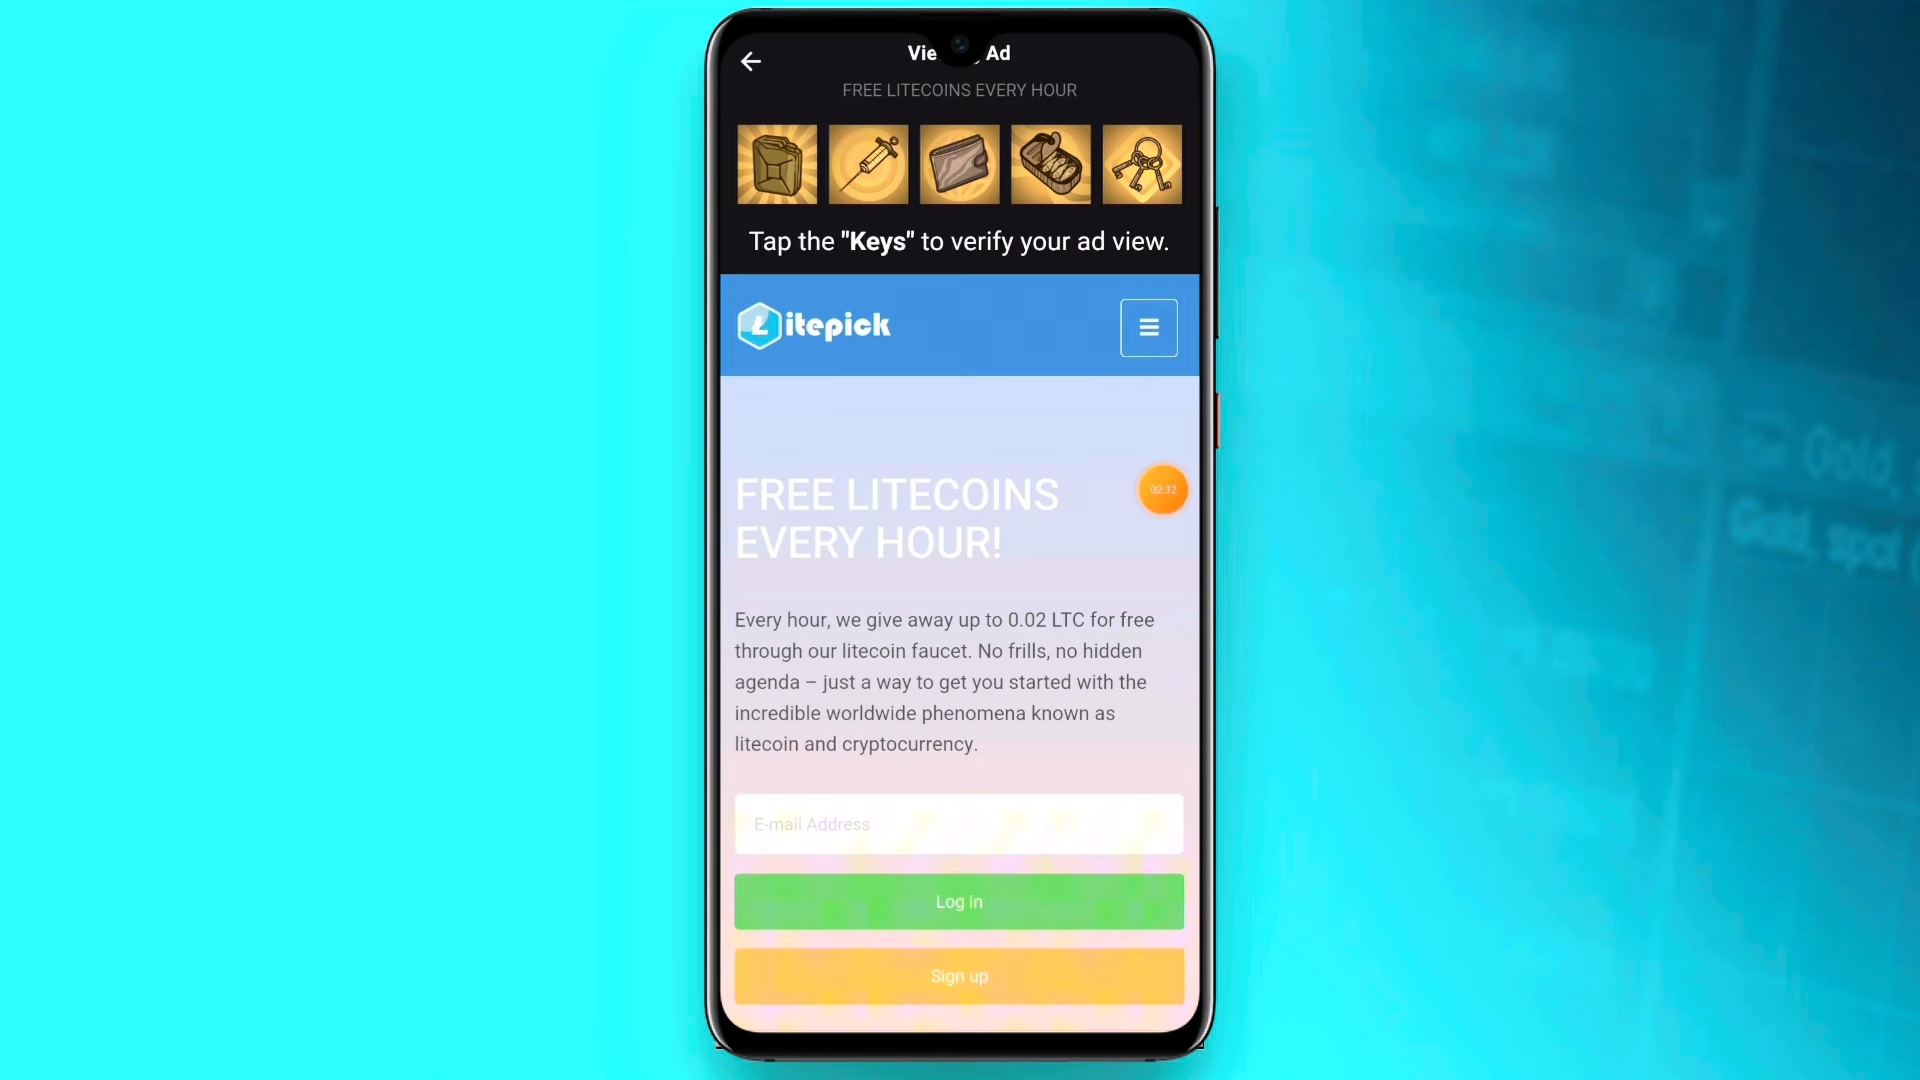 Vie Ad
FREE LITECOINS EVERY HOUR
Tap the "Keys" to verify your ad view.
Litepick
FREE LITECOINS
EVERY HOUR!
02:32
Every hour, we give away up to 0.02 LTC for free
through our litecoin faucet. No frills, no hidden
agenda – just a way to get you started with the
incredible worldwide phenomena known as
litecoin and cryptocurrency.
E-mail Address
Log in
Sign up
Gold,
Gold, spot